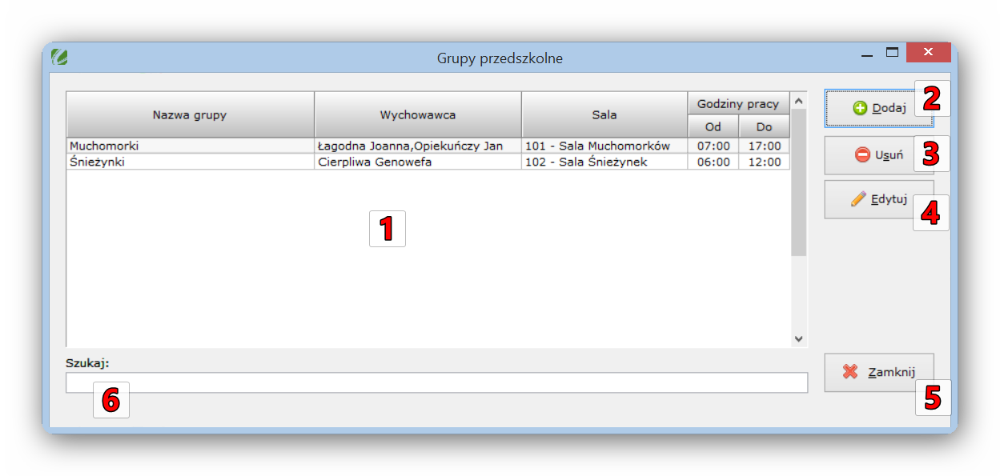 Grupy przedszkolne
Nazwa grupy Wychowawca Sala Godziny pracy
Od Do
Muchomorki Łagodna Joanna,Opiekuńczy Jan 101 - Sala Muchomorków 07:00 17:00
Śnieżynki Cierpliwa Genowefa 102 - Sala Śnieżynek 06:00 12:00
1
Dodaj 2
Usuń 3
Edytuj 4
Szukaj:
6
Zamknij 5